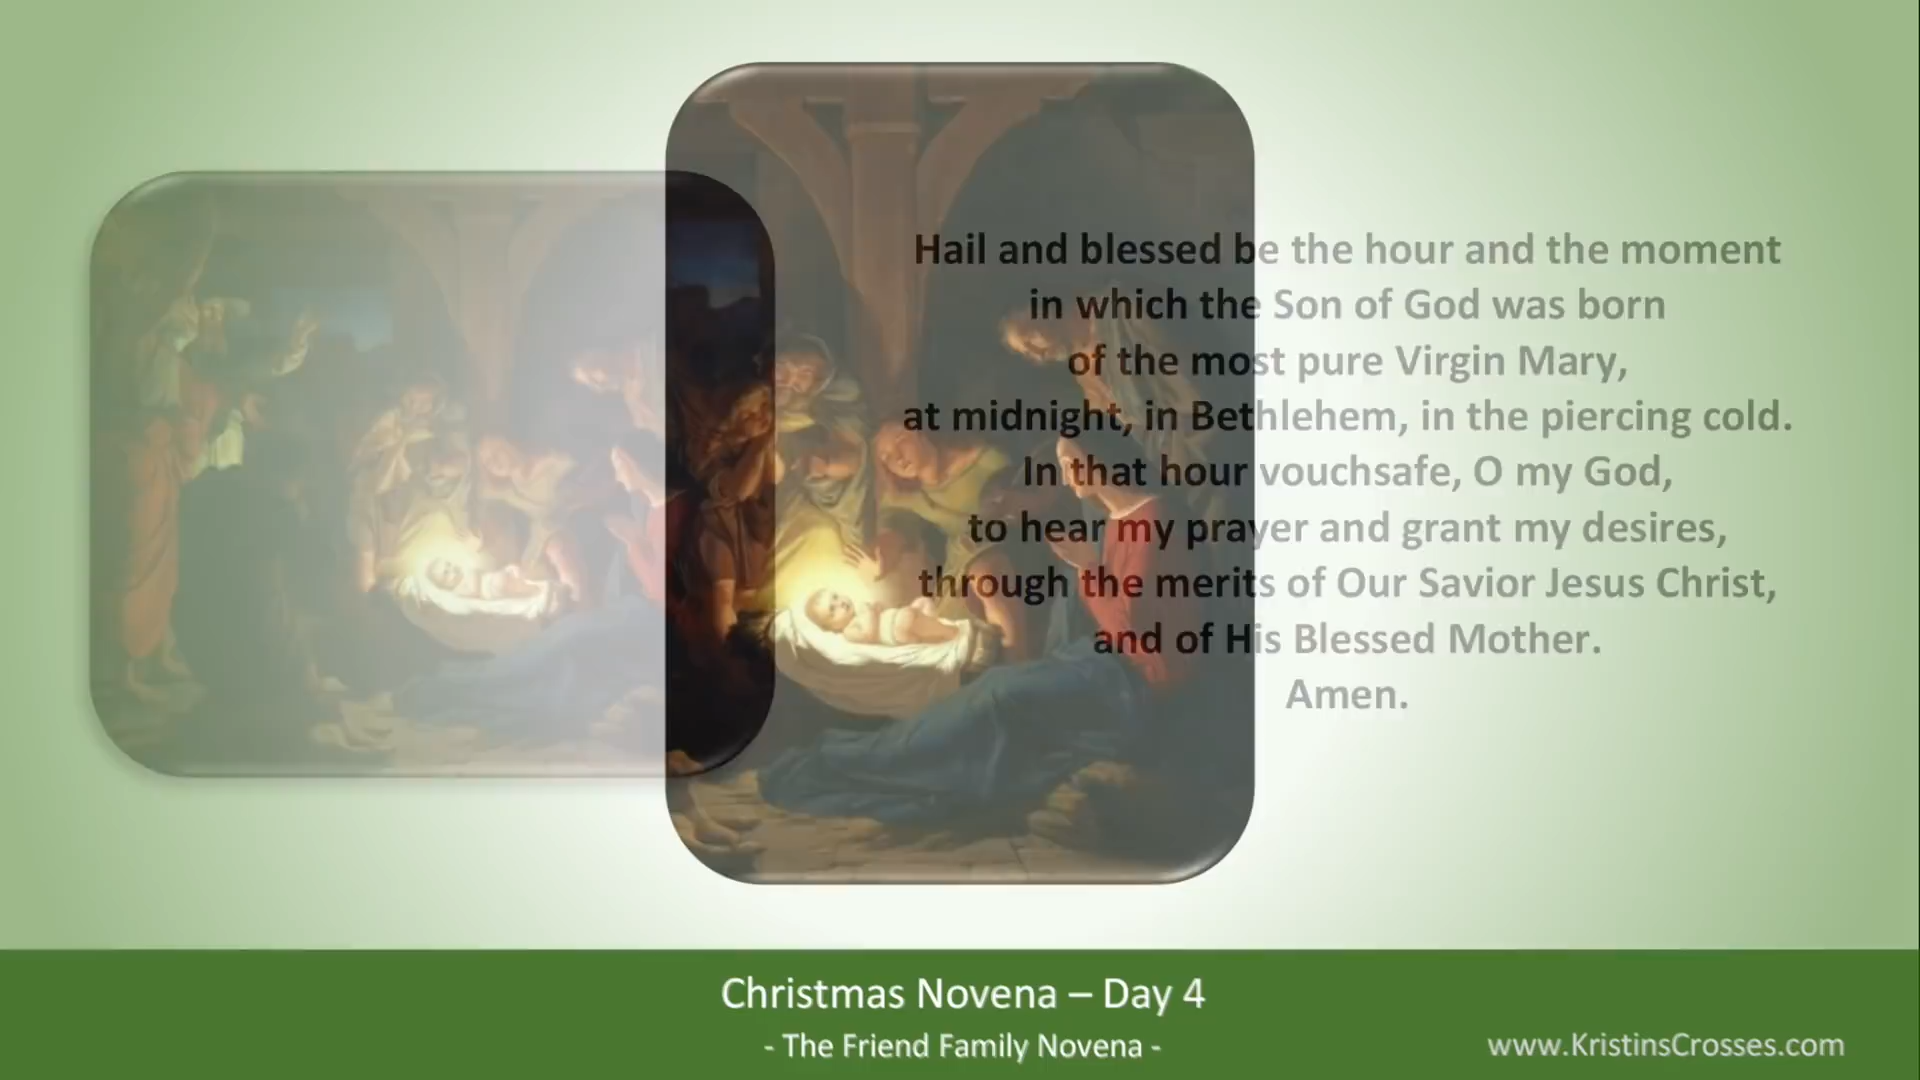 Hail and blessed be the hour and the moment
in which the Son of God was born
of the most pure Virgin Mary,
at midnight, in Bethlehem, in the piercing cold.
In that hour vouchsafe, O my God,
to hear my prayer and grant my desires,
through the merits of Our Savior Jesus Christ,
and of His Blessed Mother.
Amen.
Christmas Novena – Day 4
- The Friend Family Novena -
www.KristinsCrosses.com